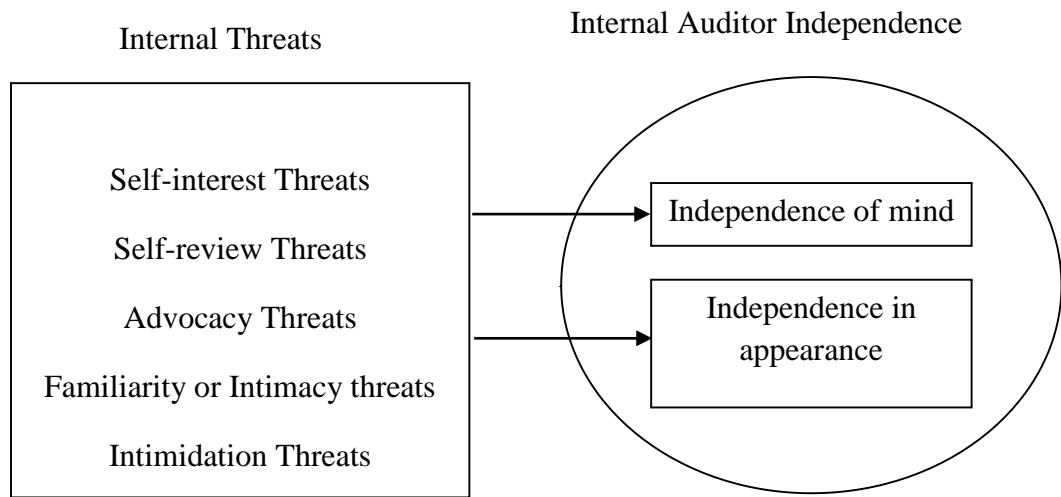 Internal Threats
Internal Auditor Independence
Self-interest Threats
Self-review Threats
Advocacy Threats
Familiarity or Intimacy threats
Intimidation Threats
Independence of mind
Independence in
appearance